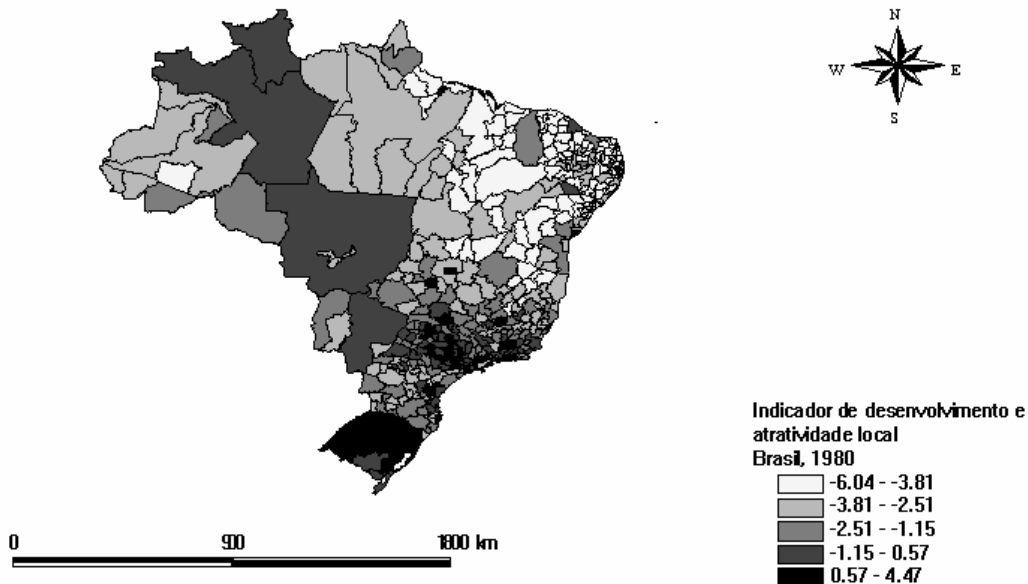 N
W E
S
Indicador de desenvolvimento e
atratividade local
Brasil, 1980
-6.04 - -3.81
-3.81 - -2.51
-2.51 - -1.15
-1.15 - 0.57
0.57 - 4.47
0 900 1800 km